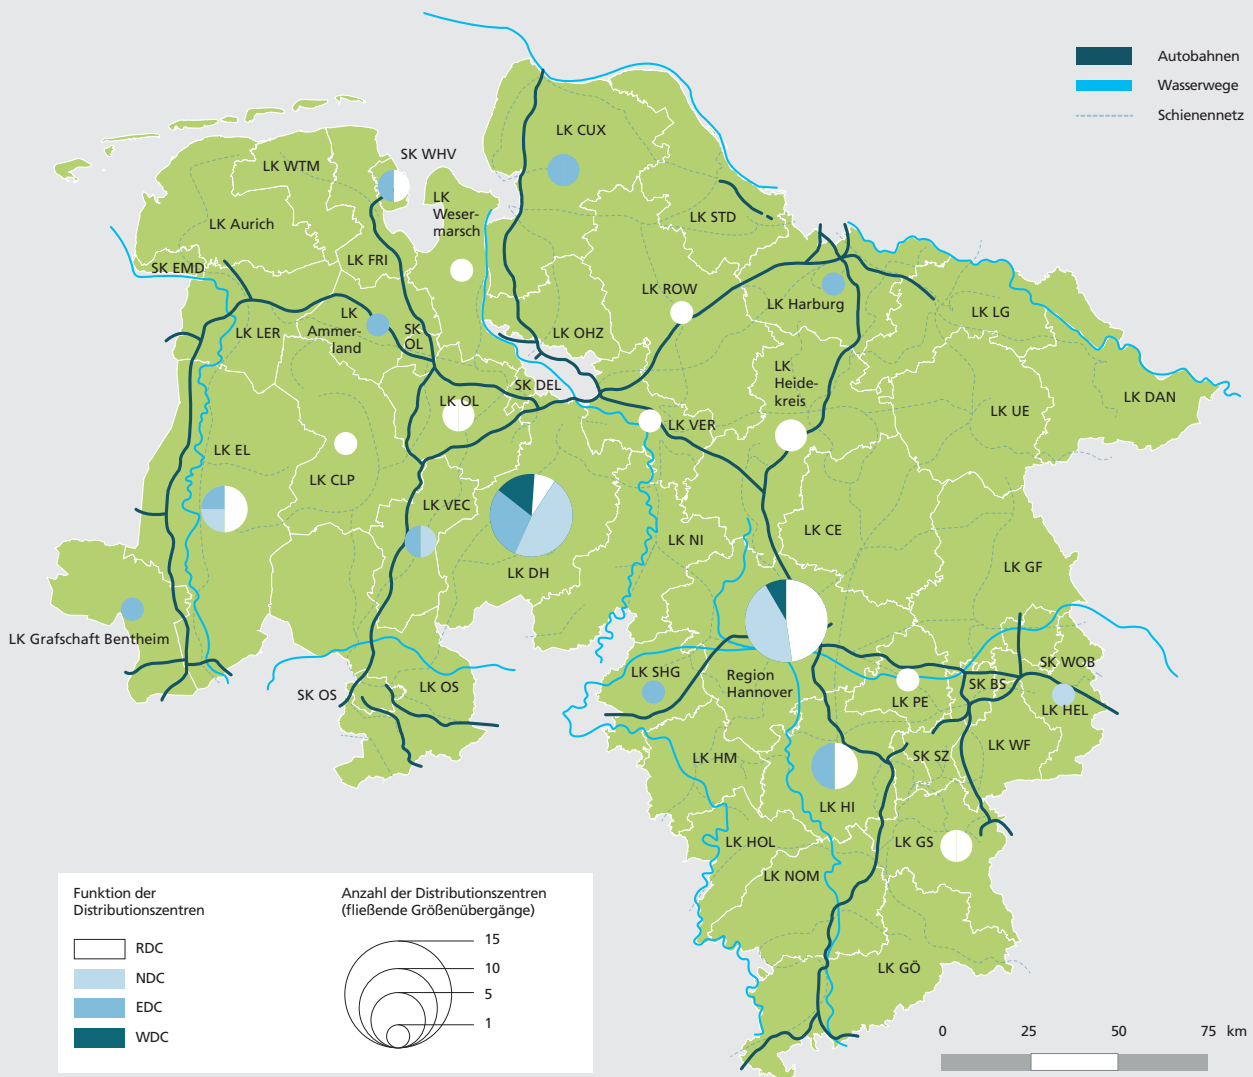 Autobahnen
Wasserwege
Schienennetz
LK CUX
SK WHV
LK WTM
LK
Weser-
marsch
LK STD
LK Aurich
LK FRI
SK EMD
LK ROW
LK Harburg
LK LG
LK LER
LK
Ammer-
land
SK
OL
LK OHZ
SK DEL
LK
Heide-
kreis
LK DAN
LK OL
LK UE
LK VER
LK EL
LK CLP
LK VEC
LK CE
LK NI
LK DH
LK GF
LK Grafschaft Bentheim
LK SHG
Region
Hannover
SK WOB
SK BS
LK OS
SK OS
LK PE
LK HEL
LK WF
LK HM
SK SZ
LK HI
LK HOL
LK GS
LK NOM
LK GÖ
Funktion der
Distributionszentren
RDC
NDC
EDC
WDC
Anzahl der Distributionszentren
(fließende Größenübergänge)
15
10
5
1
0 25 50 75 km